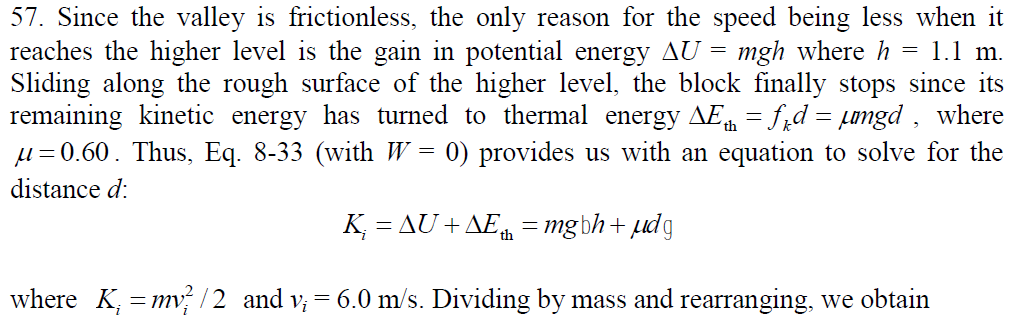 57. Since the valley is frictionless, the only reason for the speed being less when it
reaches the higher level is the gain in potential energy ΔU = mgh where h = 1.1 m.
Sliding along the rough surface of the higher level, the block finally stops since its
remaining kinetic energy has turned to thermal energy ΔE_th = f_k d = μmgd , where
μ = 0.60. Thus, Eq. 8-33 (with W = 0) provides us with an equation to solve for the
distance d:
K_i = ΔU + ΔE_th = mg b h + μd g
where K_i = mv_i² / 2 and v_i = 6.0 m/s. Dividing by mass and rearranging, we obtain